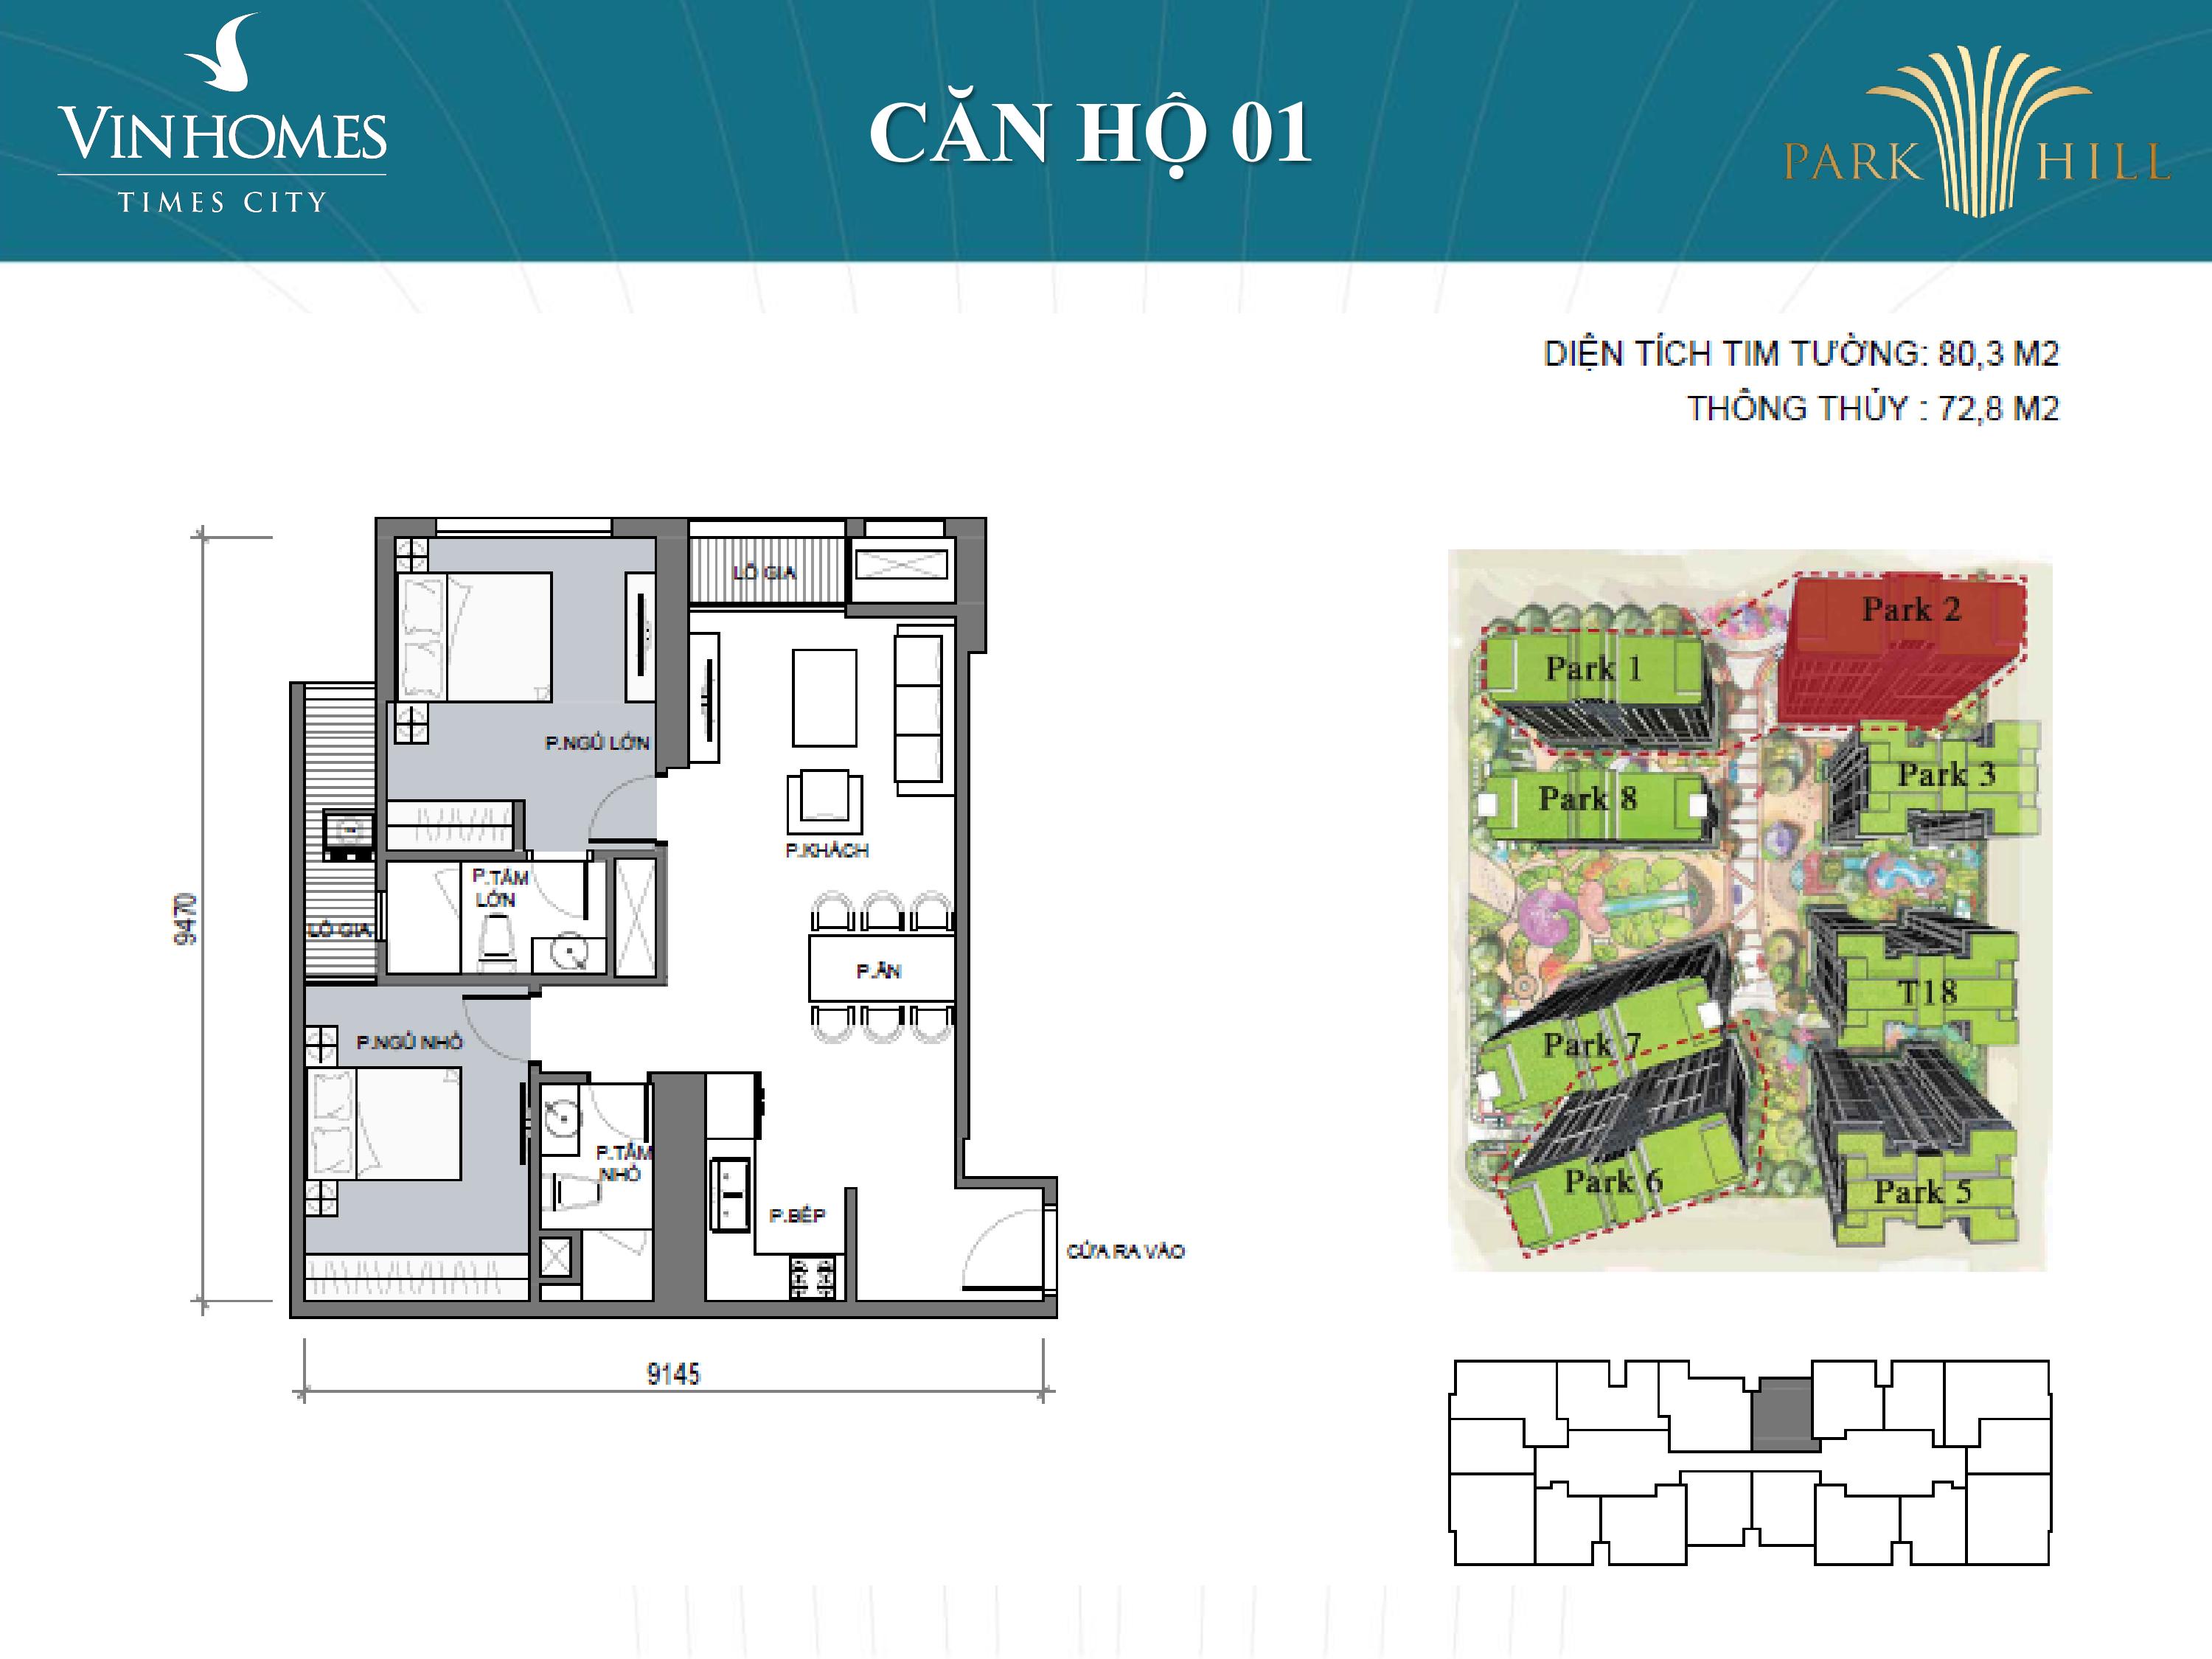 VINHOMES
TIMES CITY
CĂN HỘ 01
PARK HILL
DIỆN TÍCH TIM TƯỜNG: 80,3 M2
THÔNG THỦY : 72,8 M2
LÔ GIA
P.NGỦ LỚN
P.KHÁCH
P.TẮM
LỚN
LÔ GIA
P.ĂN
P.NGỦ NHỎ
P.TẮM
NHỎ
P.BẾP
CỬA RA VÀO
9470
9145
Park 2
Park 1
Park 3
Park 8
T18
Park 7
Park 6
Park 5